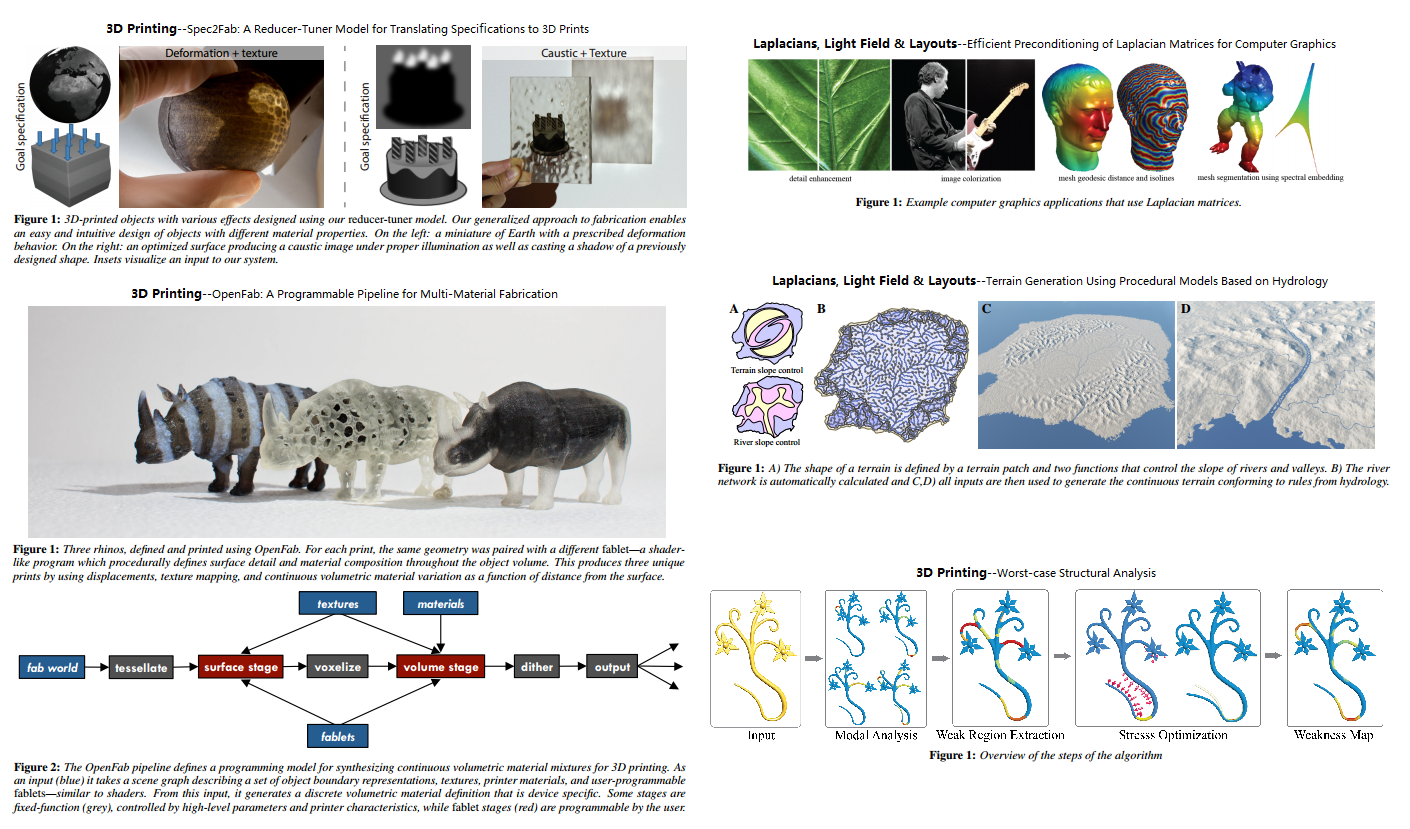 3D Printing--Spec2Fab: A Reducer-Tuner Model for Translating Specifications to 3D Prints
Goal specification
Deformation + texture
Goal specification
Caustic + Texture
Figure 1: 3D-printed objects with various effects designed using our reducer-tuner model. Our generalized approach to fabrication enables
an easy and intuitive design of objects with different material properties. On the left: a miniature of Earth with a prescribed deformation
behavior. On the right: an optimized surface producing a caustic image under proper illumination as well as casting a shadow of a previously
designed shape. Insets visualize an input to our system.
3D Printing--OpenFab: A Programmable Pipeline for Multi-Material Fabrication
Figure 1: Three rhinos, defined and printed using OpenFab. For each print, the same geometry was paired with a different fablet—a shader-
like program which procedurally defines surface detail and material composition throughout the object volume. This produces three unique
prints by using displacements, texture mapping, and continuous volumetric material variation as a function of distance from the surface.
textures
materials
fab world
tessellate
surface stage
voxelize
volume stage
dither
output
fablets
Figure 2: The OpenFab pipeline defines a programming model for synthesizing continuous volumetric material mixtures for 3D printing. As
an input (blue) it takes a scene graph describing a set of object boundary representations, textures, printer materials, and user-programmable
fablets—similar to shaders. From this input, it generates a discrete volumetric material definition that is device specific. Some stages are
fixed-function (grey), controlled by high-level parameters and printer characteristics, while fablet stages (red) are programmable by the user.
Laplacians, Light Field & Layouts--Efficient Preconditioning of Laplacian Matrices for Computer Graphics
detail enhancement
image colorization
mesh geodesic distance and isolines
mesh segmentation using spectral embedding
Figure 1: Example computer graphics applications that use Laplacian matrices.
Laplacians, Light Field & Layouts--Terrain Generation Using Procedural Models Based on Hydrology
A
B
C
D
Terrain slope control
River slope control
Figure 1: A) The shape of a terrain is defined by a terrain patch and two functions that control the slope of rivers and valleys. B) The river
network is automatically calculated and C,D) all inputs are then used to generate the continuous terrain conforming to rules from hydrology.
3D Printing--Worst-case Structural Analysis
Input
Modal Analysis
Weak Region Extraction
Stresss Optimization
Weakness Map
Figure 1: Overview of the steps of the algorithm